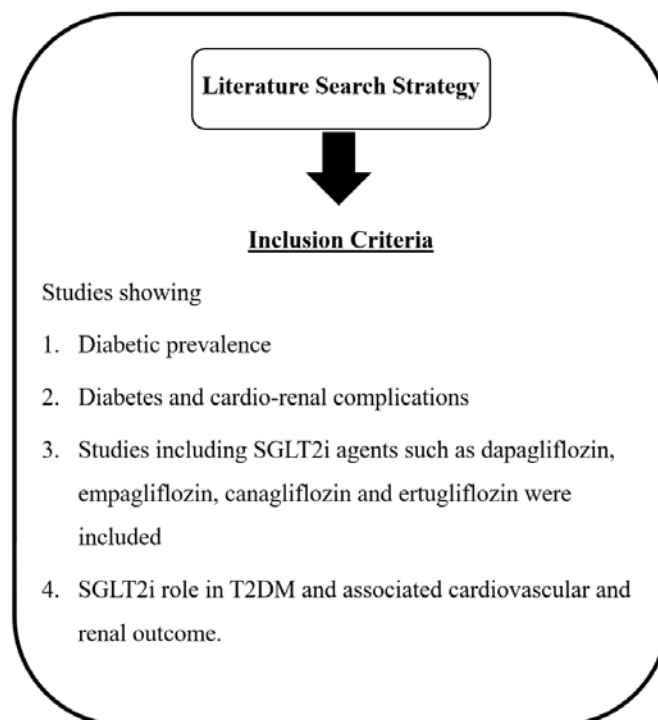 Literature Search Strategy
Inclusion Criteria
Studies showing
1. Diabetic prevalence
2. Diabetes and cardio-renal complications
3. Studies including SGLT2i agents such as dapagliflozin,
empagliflozin, canagliflozin and ertugliflozin were
included
4. SGLT2i role in T2DM and associated cardiovascular and
renal outcome.